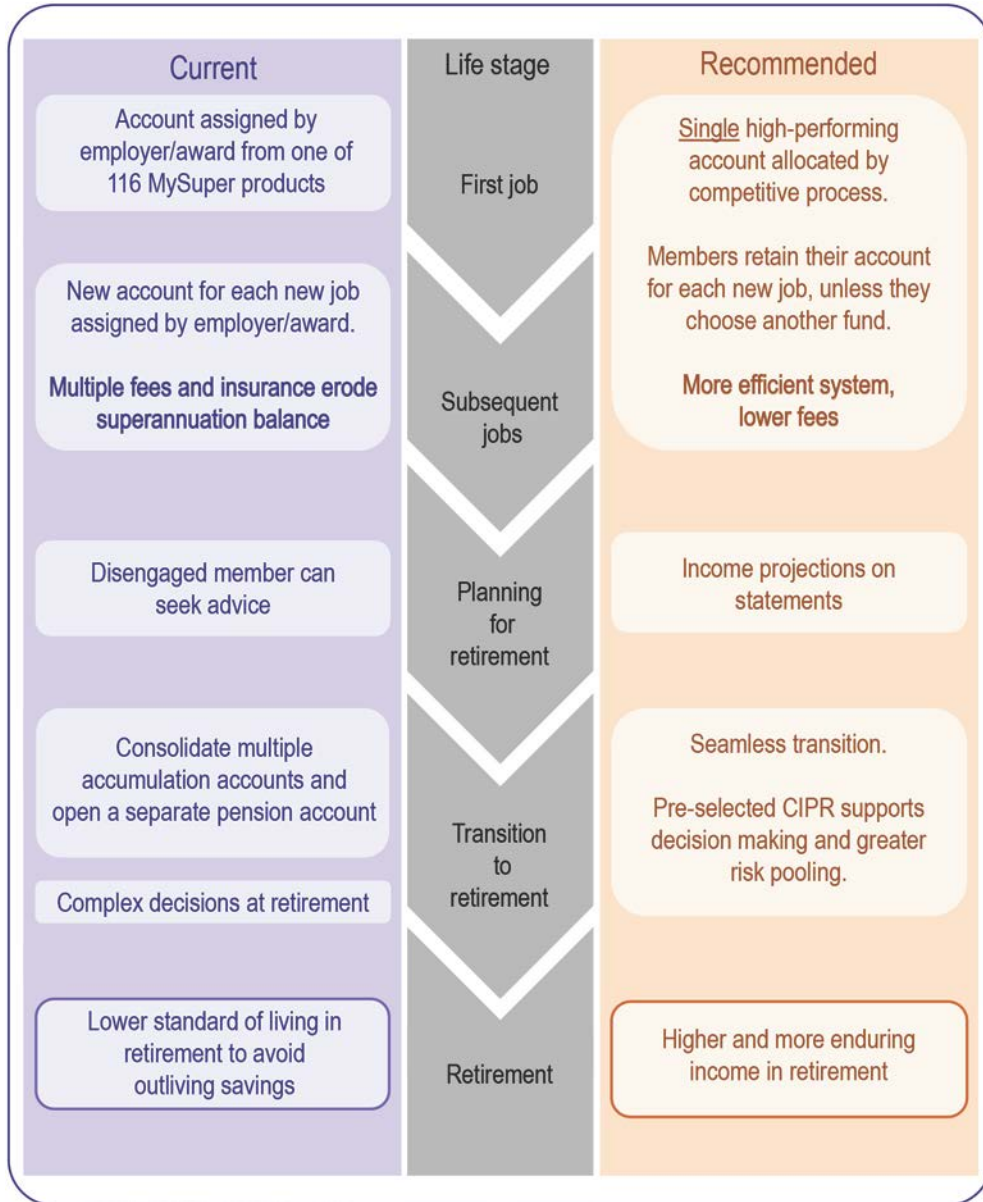 Current
Account assigned by
employer/award from one of
116 MySuper products
New account for each new job
assigned by employer/award.
Multiple fees and insurance erode
superannuation balance
Disengaged member can
seek advice
Consolidate multiple
accumulation accounts and
open a separate pension account
Complex decisions at retirement
Lower standard of living in
retirement to avoid
outliving savings
Life stage
First job
Subsequent
jobs
Planning
for
retirement
Transition
to
retirement
Retirement
Recommended
Single high-performing
account allocated by
competitive process.
Members retain their account
for each new job, unless they
choose another fund.
More efficient system,
lower fees
Income projections on
statements
Seamless transition.
Pre-selected CIPR supports
decision making and greater
risk pooling.
Higher and more enduring
income in retirement